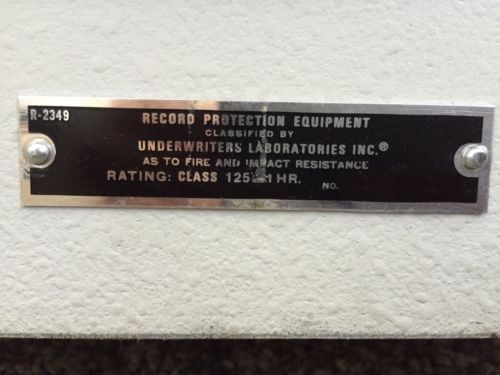 R-2349
RECORD PROTECTION EQUIPMENT
CLASSIFIED BY
UNDERWRITERS LABORATORIES INC.®
AS TO FIRE AND IMPACT RESISTANCE
RATING: CLASS 125-1 HR.
NO.